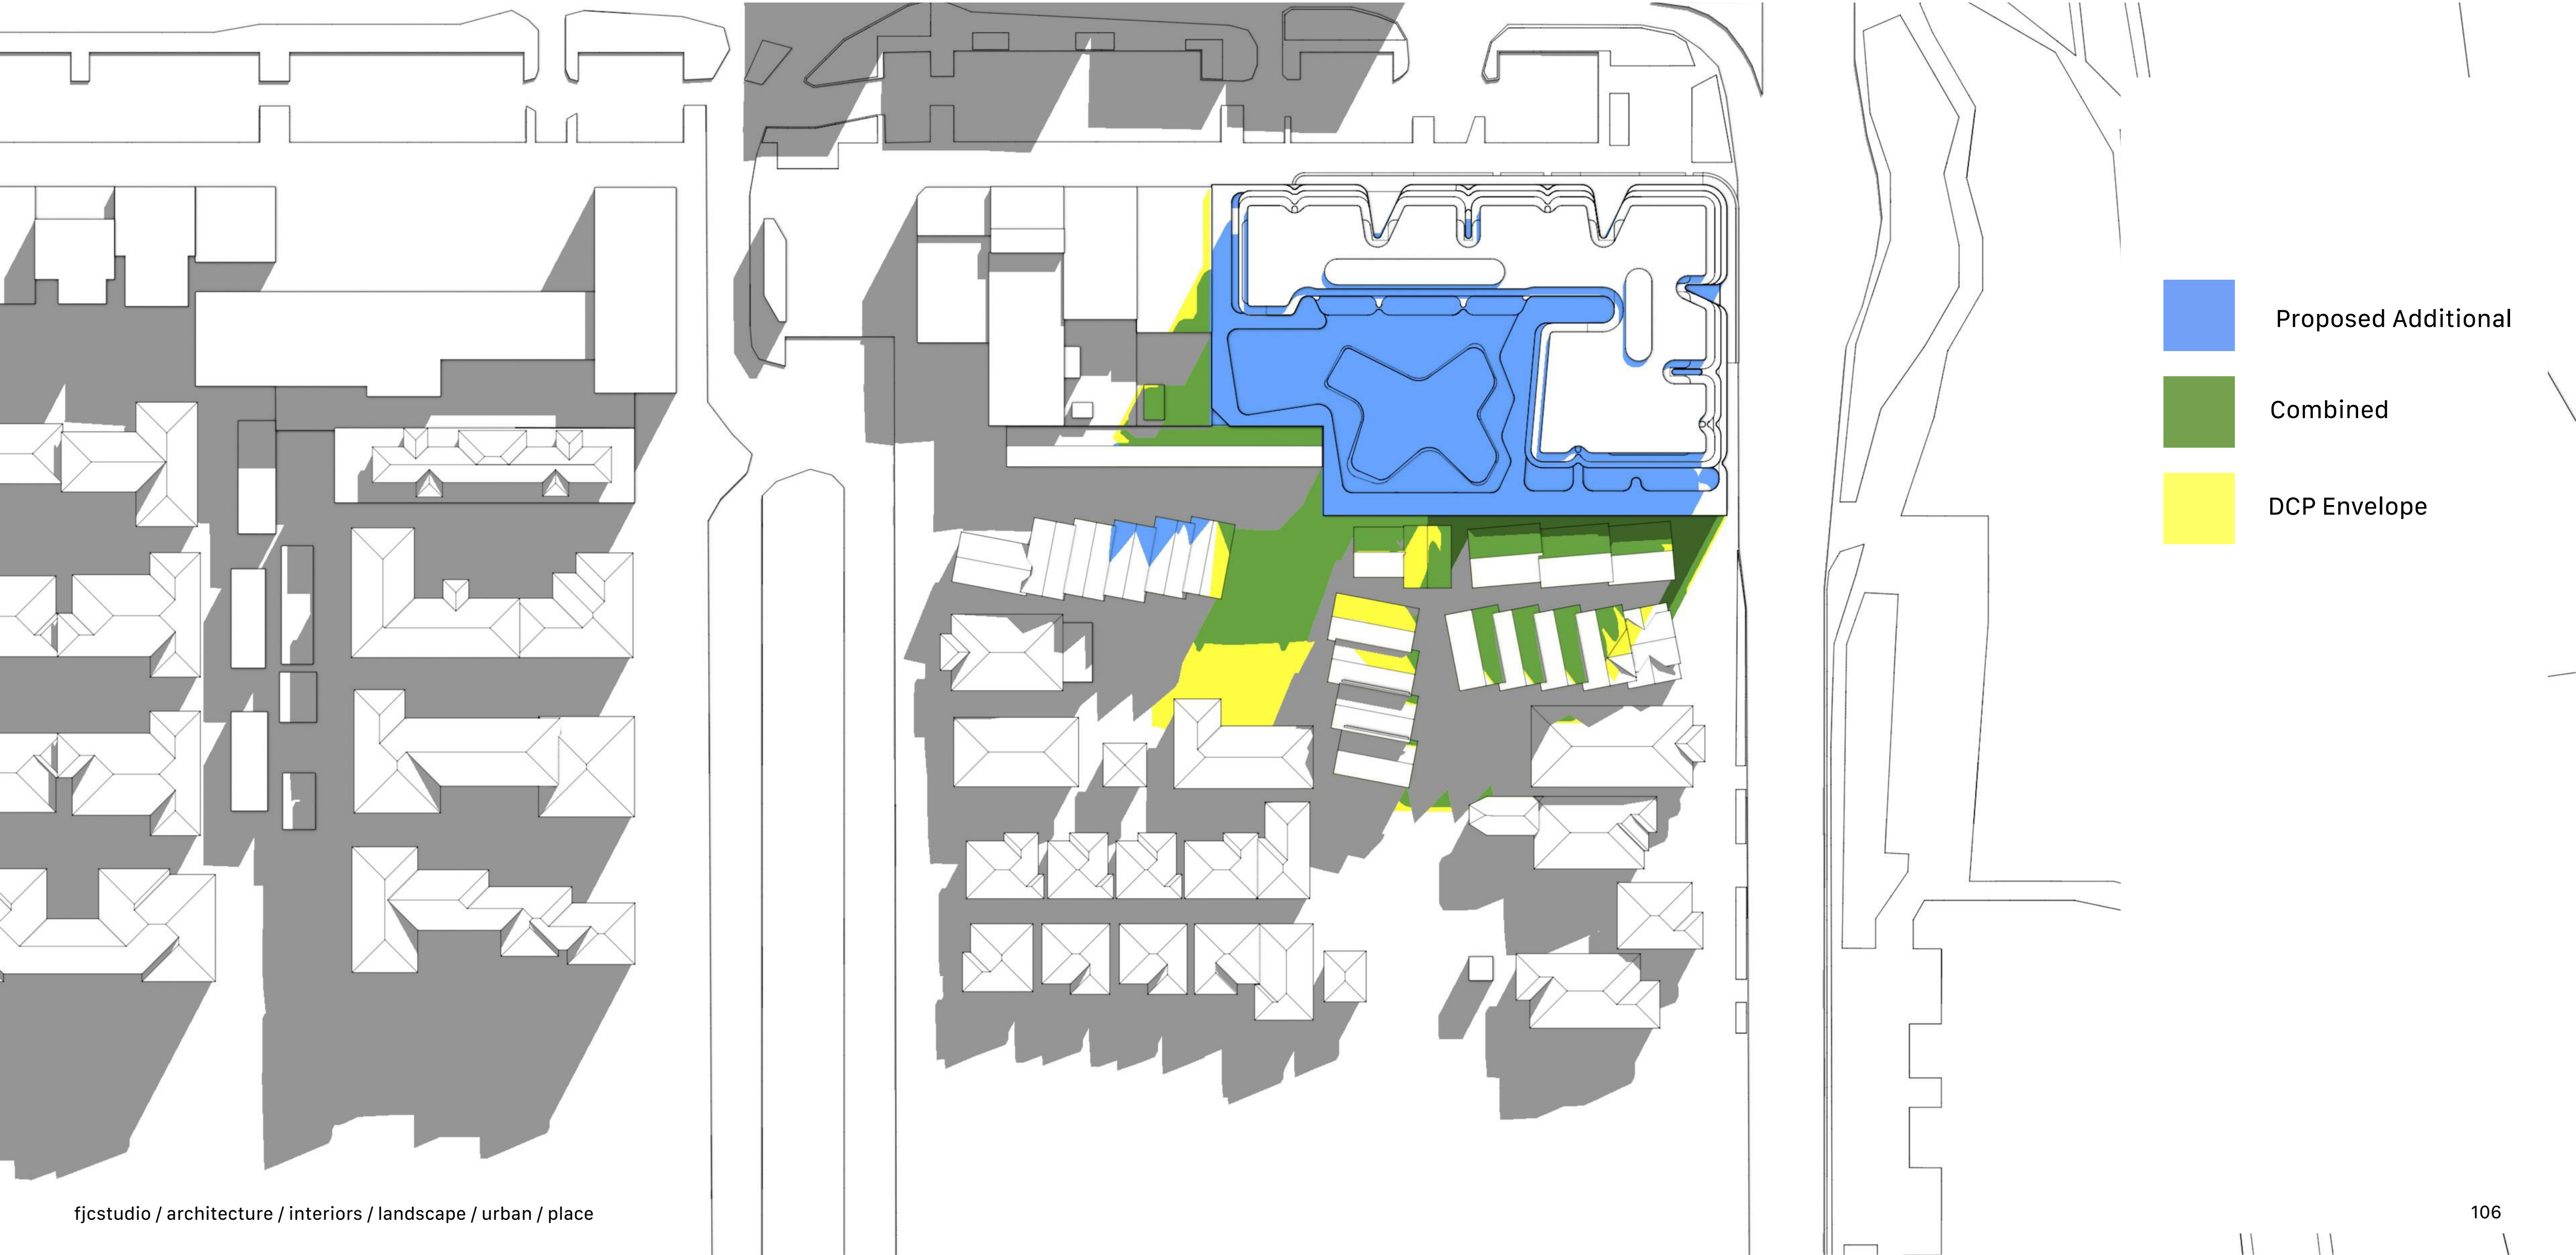 Proposed Additional
Combined
DCP Envelope
fjcstudio / architecture / interiors / landscape / urban / place
106